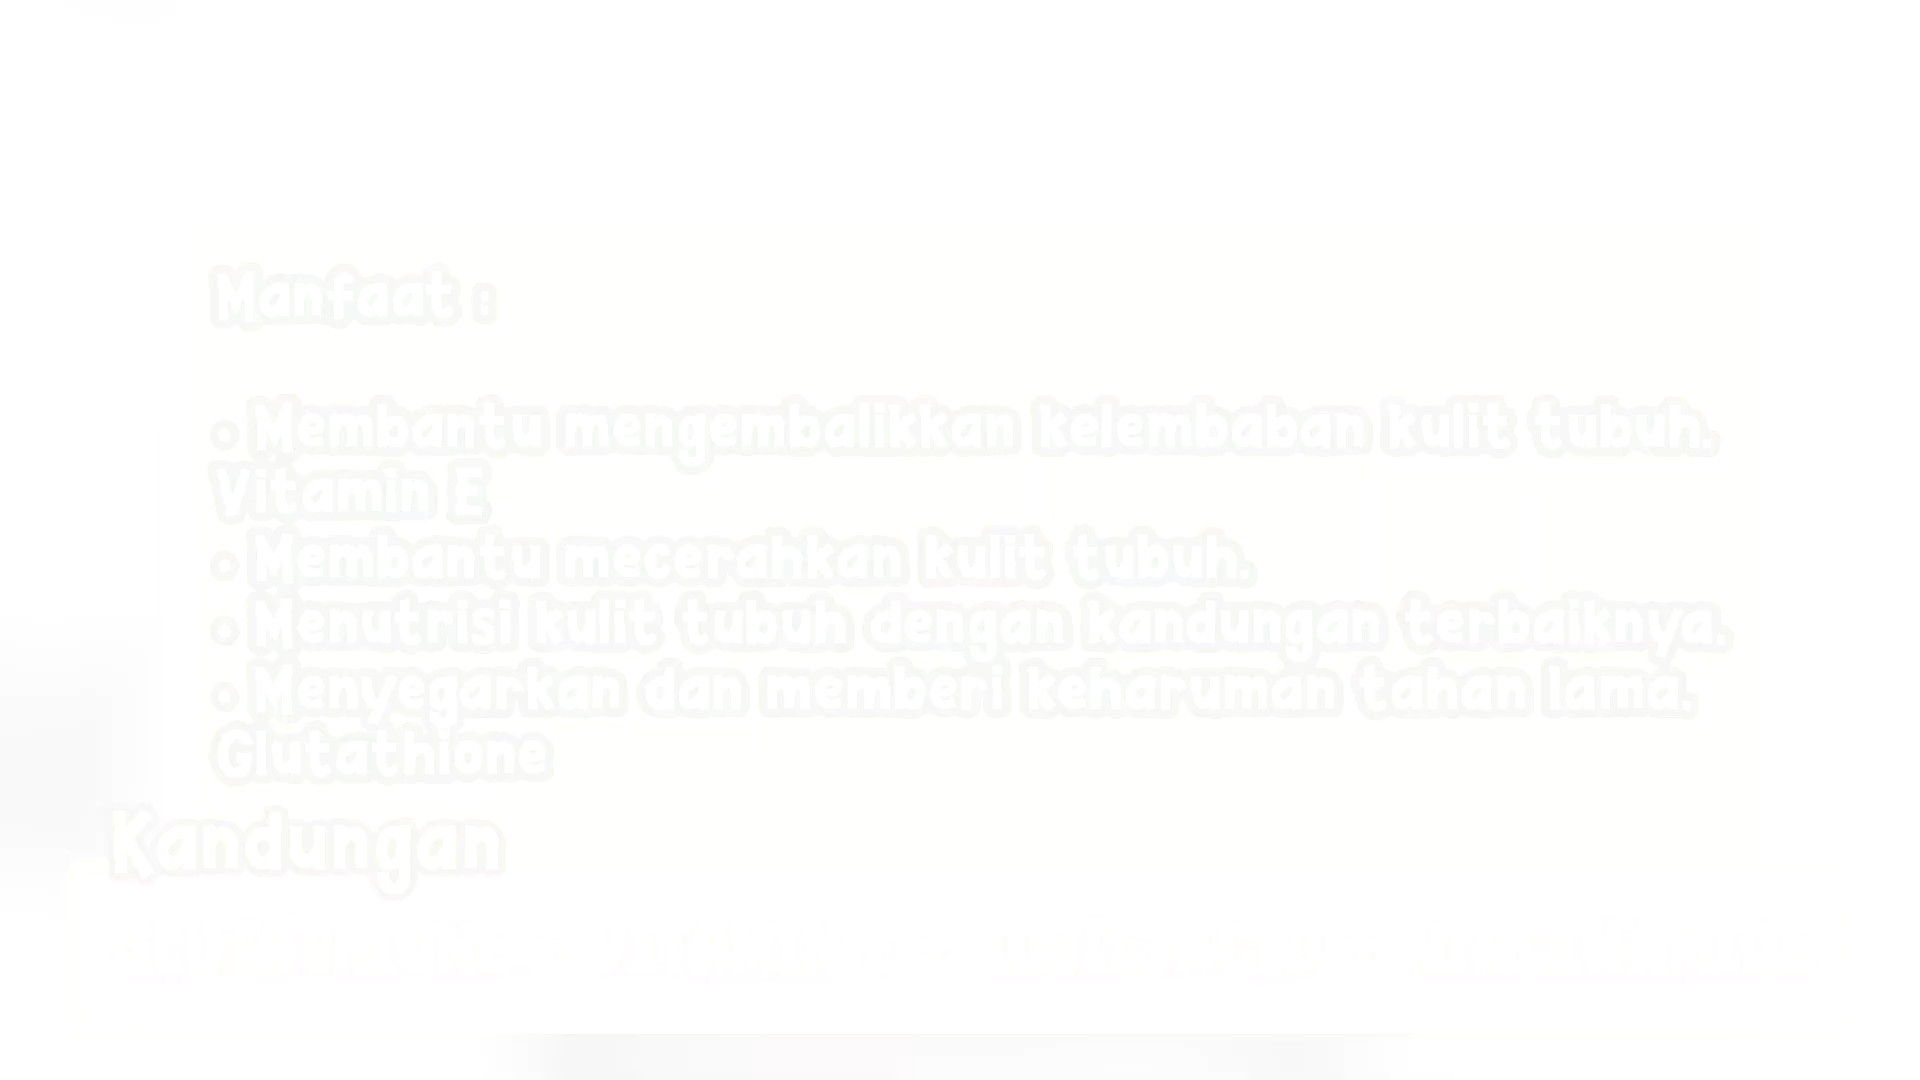 Manfaat :
• Membantu mengembalikkan kelembaban kulit tubuh.
Vitamin E
• Membantu mecerahkan kulit tubuh.
• Menutrisi kulit tubuh dengan kandungan terbaiknya.
• Menyegarkan dan memberi keharuman tahan lama.
Glutathione
Kandungan